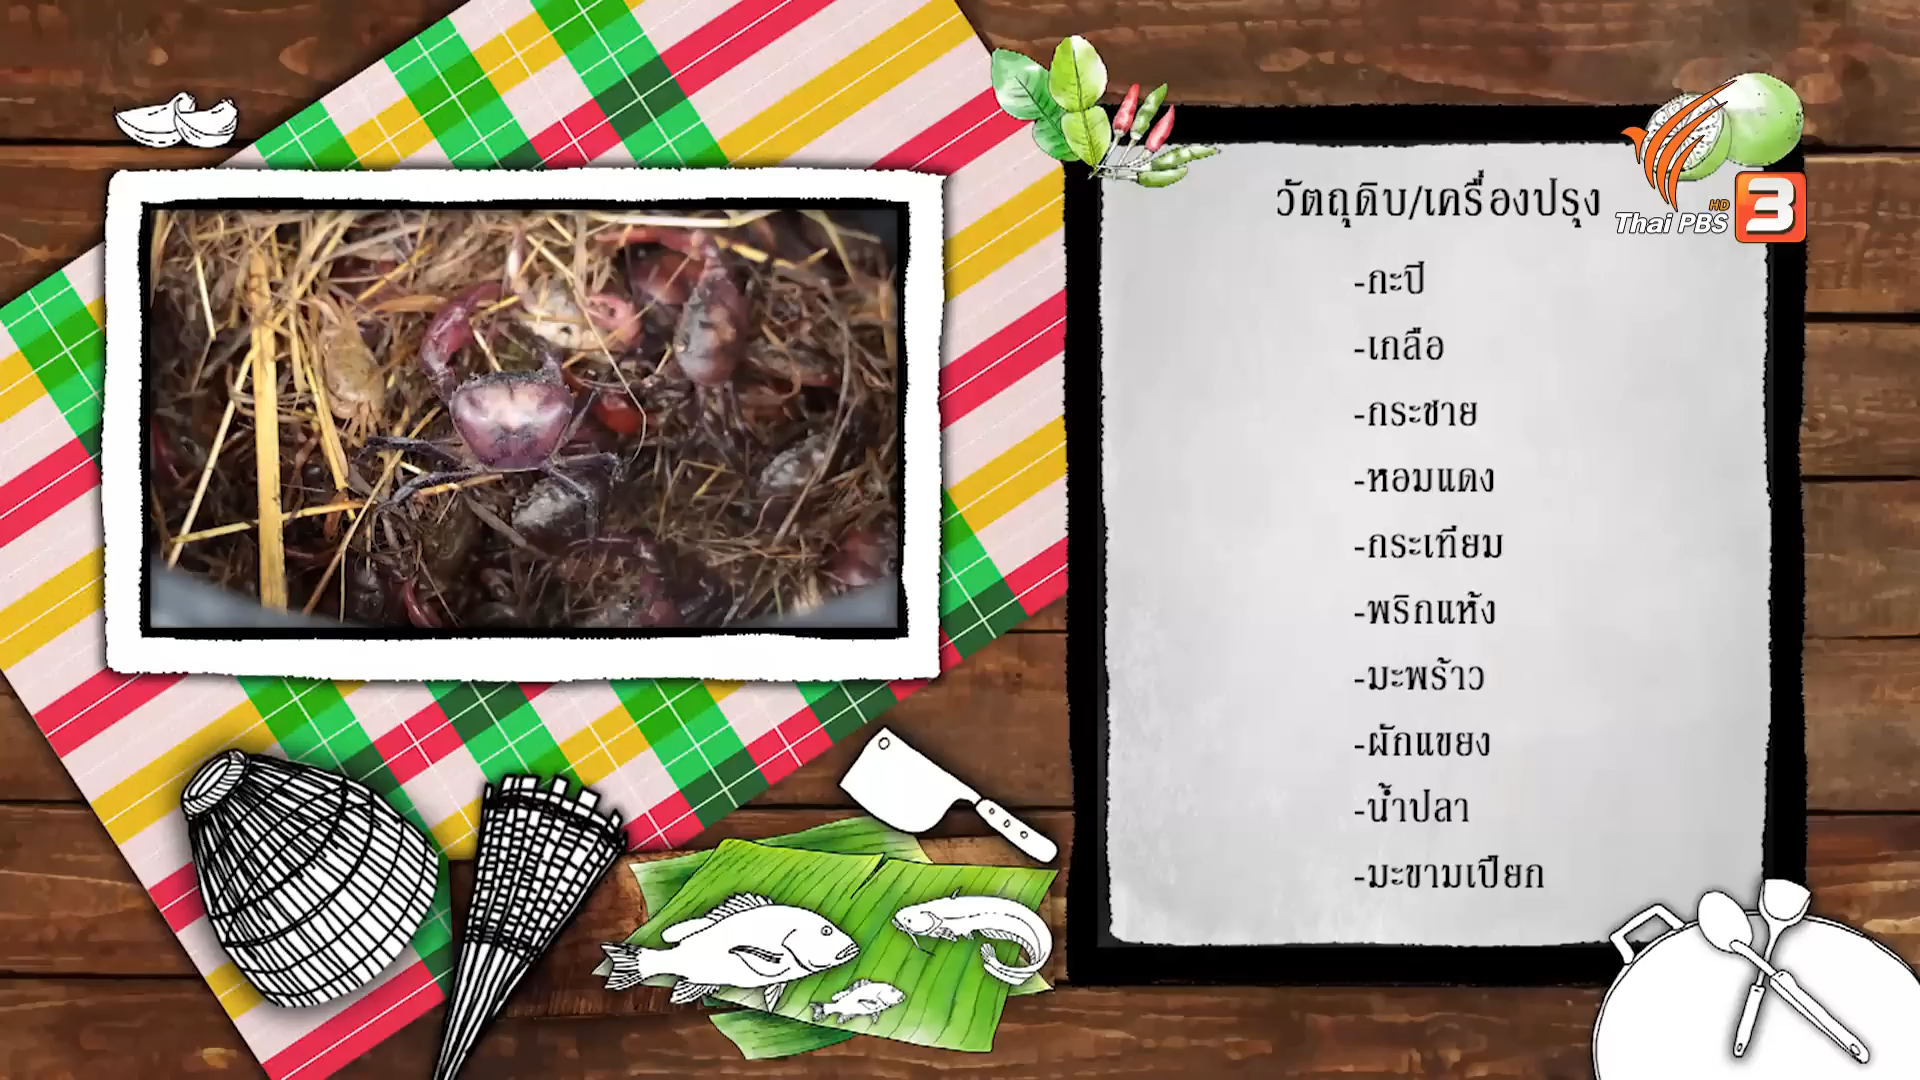 วัตถุดิบ/เครื่องปรุง
-กะปิ
-เกลือ
-กระชาย
-หอมแดง
-กระเทียม
-พริกแห้ง
-มะพร้าว
-ผักแขยง
-น้ำปลา
-มะขามเปียก
Thai PBS HD 3